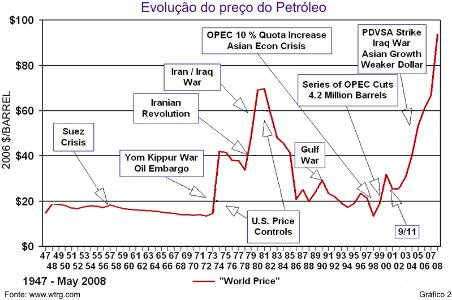 Evolução do preço do Petróleo
$100
$80
$60
$40
$20
$0
2006 $/BARREL
OPEC 10 % Quota Increase
Asian Econ Crisis
PDVSA Strike
Iraq War
Asian Growth
Weaker Dollar
Iran / Iraq
War
Series of OPEC Cuts
4.2 Million Barrels
Iranian
Revolution
Suez
Crisis
Yom Kippur War
Oil Embargo
Gulf
War
U.S. Price
Controls
9/11
47 49 51 53 55 57 59 61 63 65 67 69 71 73 75 77 79 81 83 85 87 89 91 93 95 97 99 01 03 05 07
48 50 52 54 56 58 60 62 64 66 68 70 72 74 76 78 80 82 84 86 88 90 92 94 96 98 00 02 04 06 08
1947 - May 2008
"World Price"
Fonte: www.wtrg.com
Gráfico 2